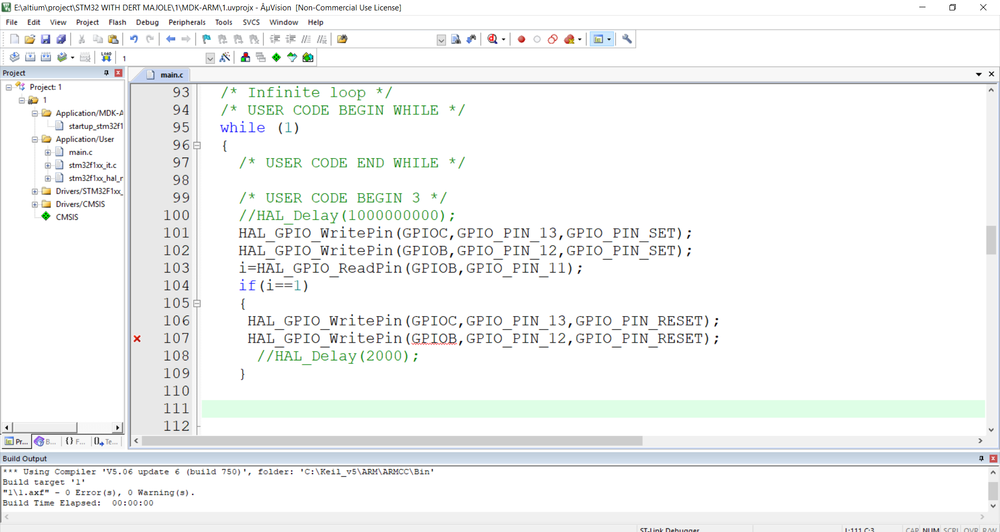 E:\altium\project\STM32 WITH DERT MAJOLE\1\MDK-ARM\1.uvprojx - ÂµVision [Non-Commercial Use License]
File Edit View Project Flash Debug Peripherals Tools SVCS Window Help
LOAD 1
Project
main.c
Project: 1
1
Application/MDK-A
startup_stm32f1
Application/User
main.c
stm32f1xx_it.c
stm32f1xx_hal_r
Drivers/STM32F1xx_
Drivers/CMSIS
CMSIS
Pr... B... {} F... Te...
93 /* Infinite loop */
94 /* USER CODE BEGIN WHILE */
95 while (1)
96 {
97 /* USER CODE END WHILE */
98
99 /* USER CODE BEGIN 3 */
100 //HAL_Delay(1000000000);
101 HAL_GPIO_WritePin(GPIOC,GPIO_PIN_13,GPIO_PIN_SET);
102 HAL_GPIO_WritePin(GPIOB,GPIO_PIN_12,GPIO_PIN_SET);
103 i=HAL_GPIO_ReadPin(GPIOB,GPIO_PIN_11);
104 if(i==1)
105 {
106 HAL_GPIO_WritePin(GPIOC,GPIO_PIN_13,GPIO_PIN_RESET);
107 HAL_GPIO_WritePin(GPIOB,GPIO_PIN_12,GPIO_PIN_RESET);
108 //HAL_Delay(2000);
109 }
110
111
112
Build Output
*** Using Compiler 'V5.06 update 6 (build 750)', folder: 'C:\Keil_v5\ARM\ARMCC\Bin'
Build target '1'
"1\1.axf" - 0 Error(s), 0 Warning(s).
Build Time Elapsed: 00:00:00
ST-Link Debugger L:111 C:3 CAP NUM SCRL OVR R/W